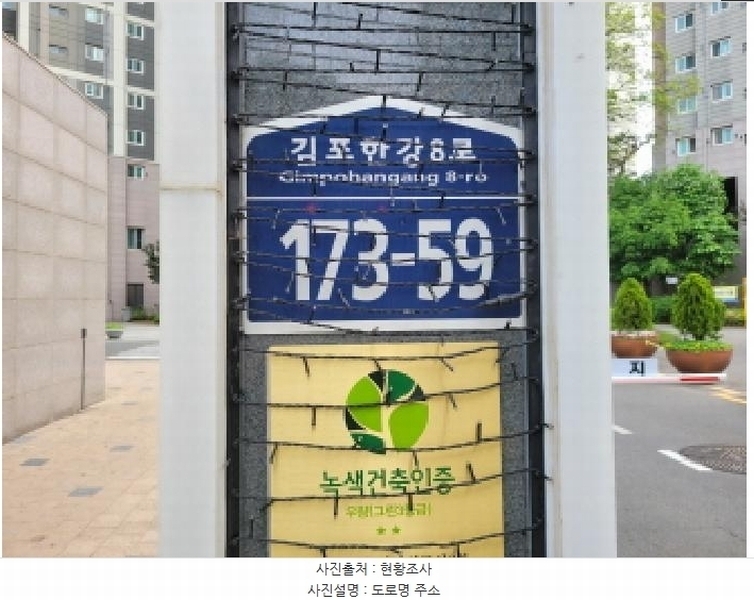 김포한강8로
Gimpohangang 8-ro
173-59
녹색건축인증
우량(그린3등급)
지
사진출처 : 현황조사
사진설명 : 도로명 주소